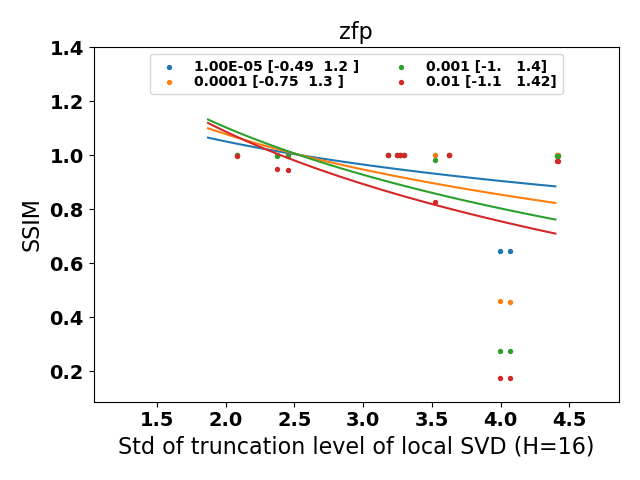 zfp
1.00E-05 [-0.49  1.2 ]
0.0001 [-0.75  1.3 ]
0.001 [-1.   1.4]
0.01 [-1.1   1.42]
SSIM
1.4
1.2
1.0
0.8
0.6
0.4
0.2
1.5 2.0 2.5 3.0 3.5 4.0 4.5
Std of truncation level of local SVD (H=16)